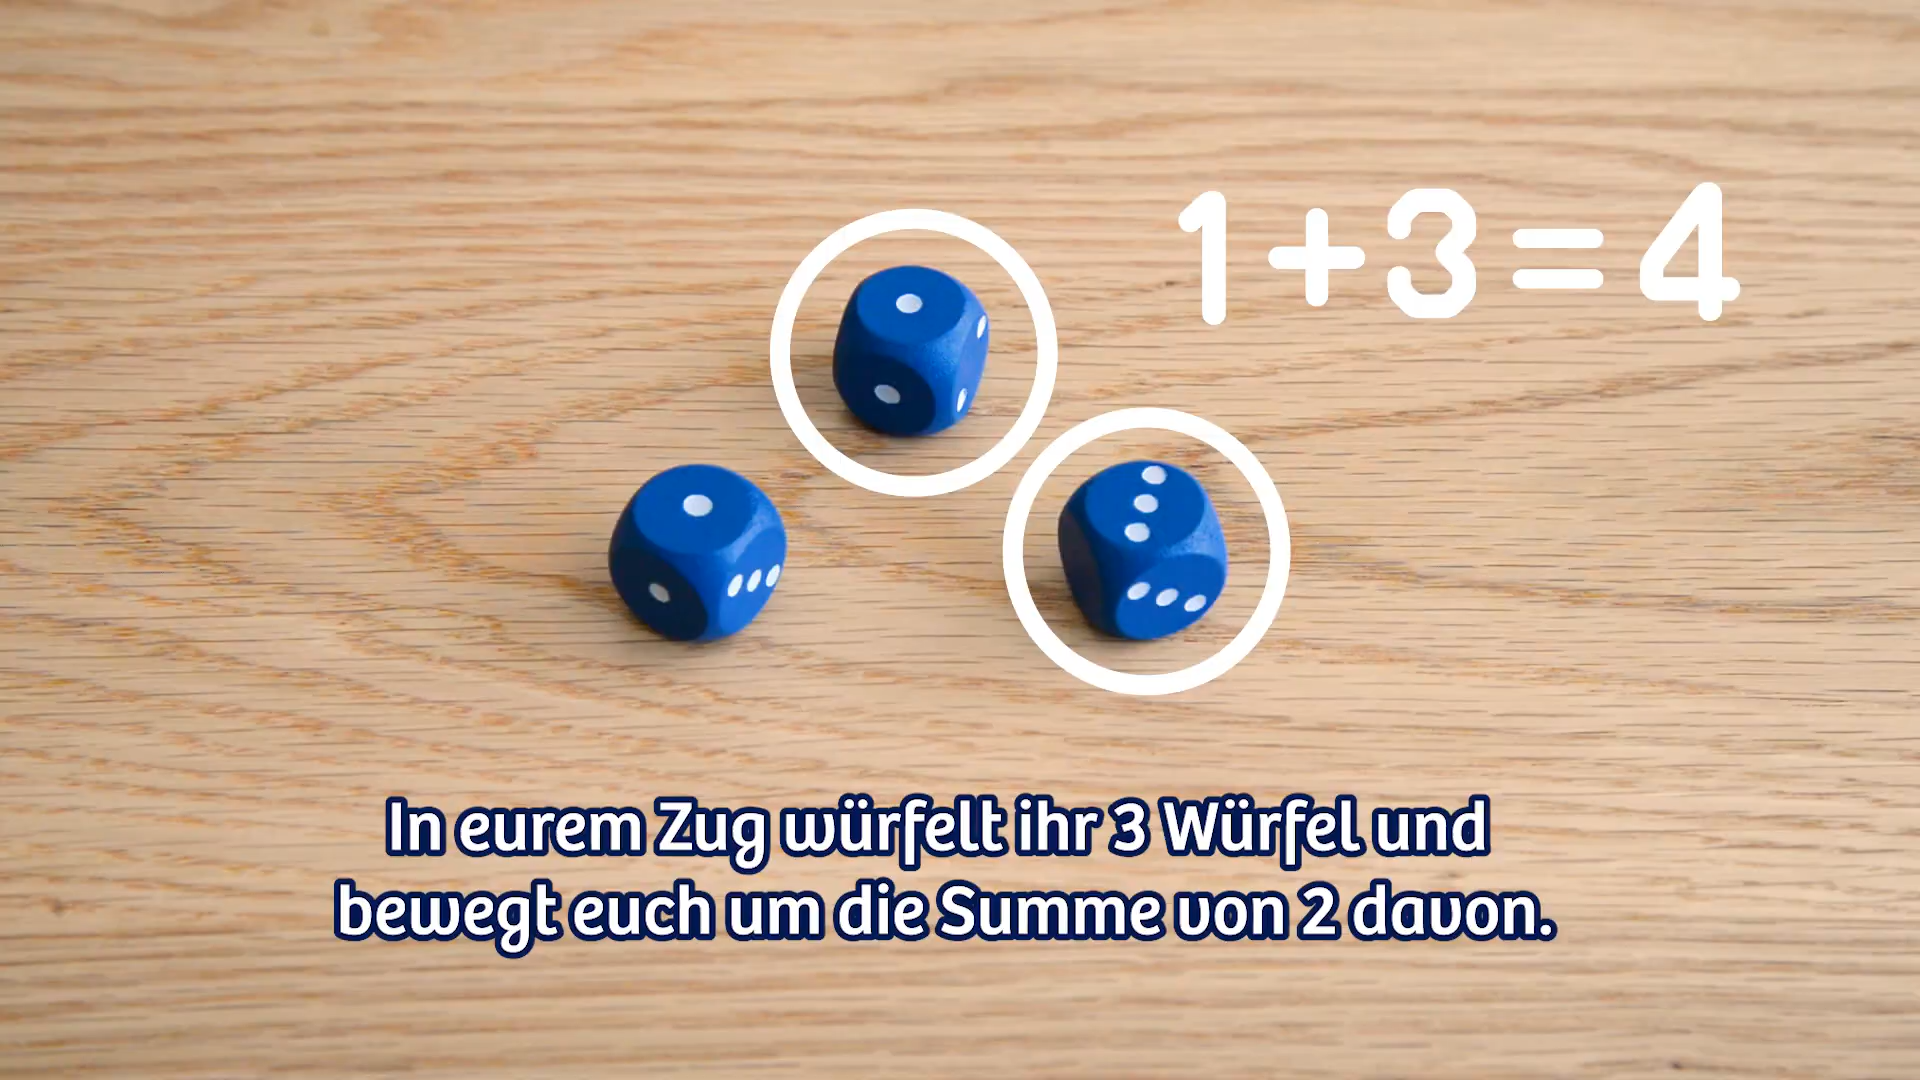 1+3=4
In eurem Zug würfelt ihr 3 Würfel und
bewegt euch um die Summe von 2 davon.